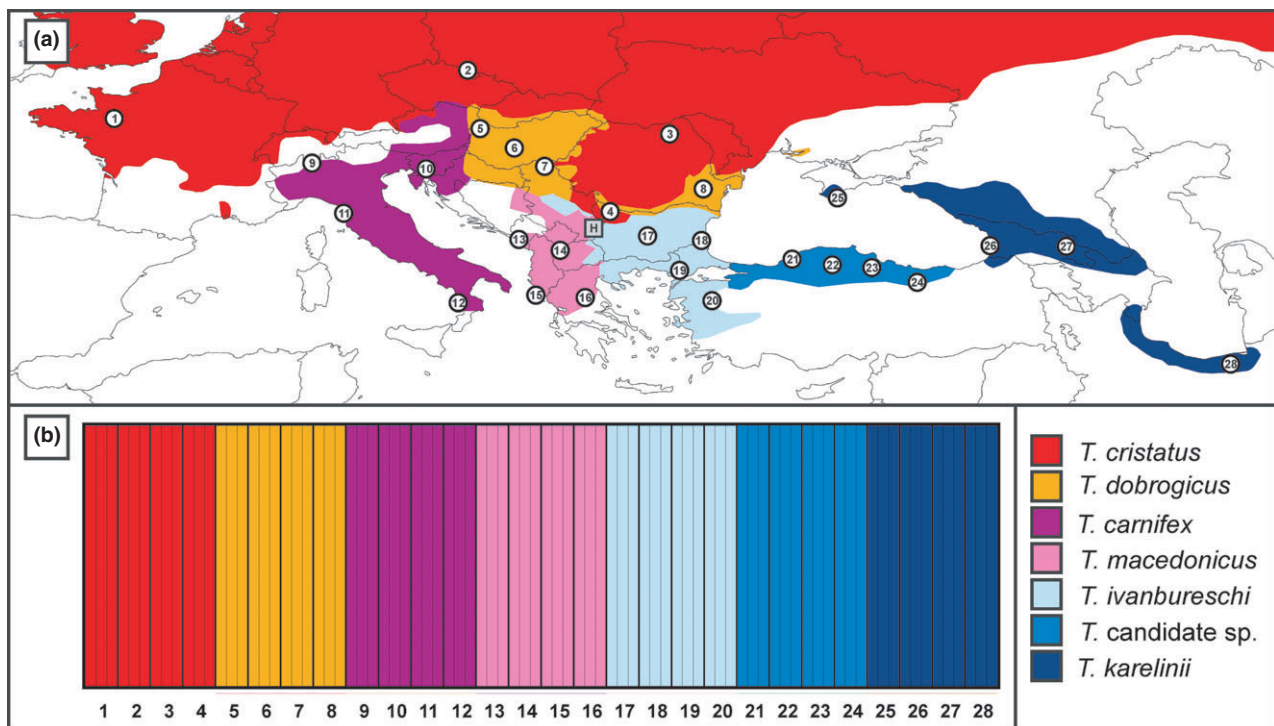 (a)
1
2
3
4
5
6
7
8
9
10
11
12
13
14
15
16
17
18
19
20
21
22
23
24
25
26
27
28
H
(b)
1 2 3 4 5 6 7 8 9 10 11 12 13 14 15 16 17 18 19 20 21 22 23 24 25 26 27 28
T. cristatus
T. dobrogicus
T. carnifex
T. macedonicus
T. ivanbureschi
T. candidate sp.
T. karelinii